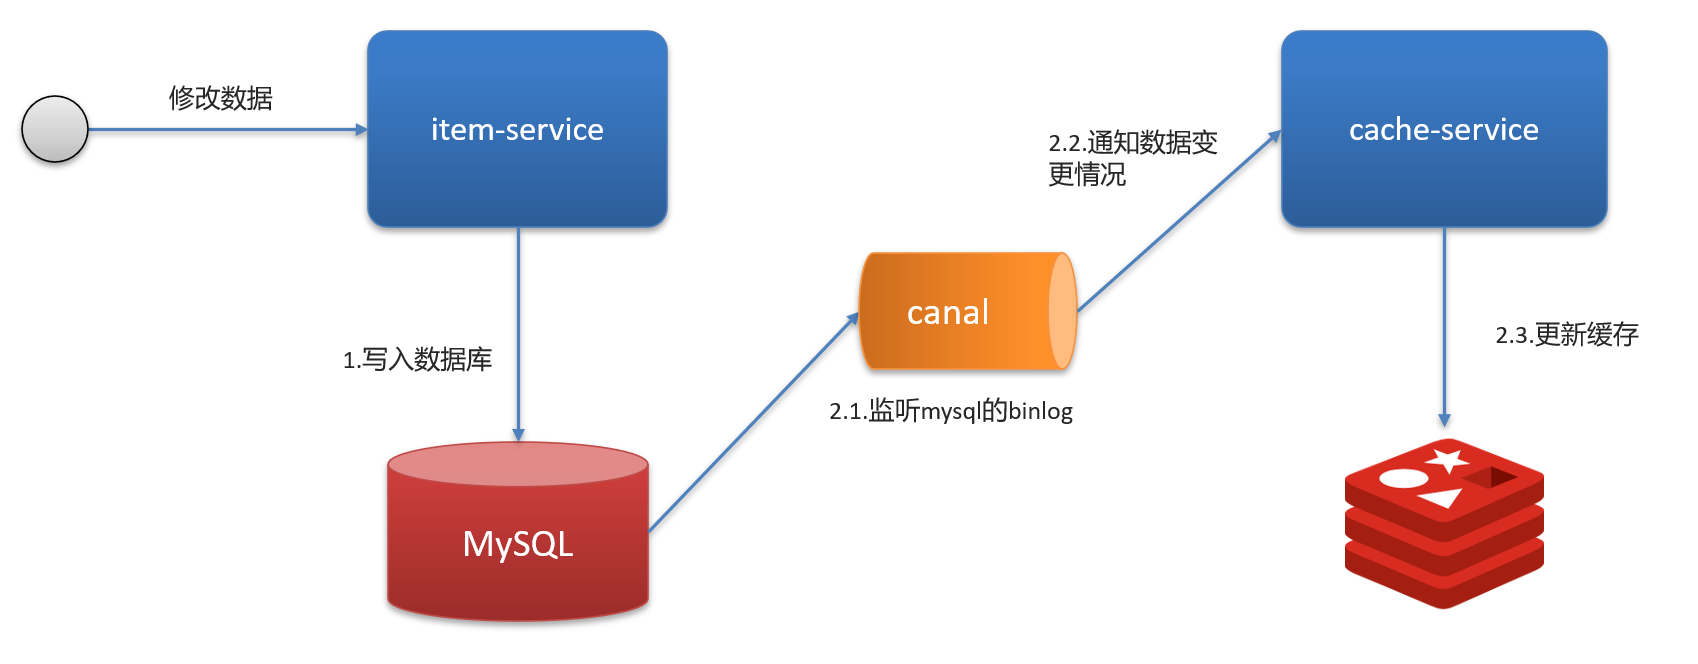 修改数据
item-service
cache-service
2.2.通知数据变
更情况
canal
1.写入数据库
2.3.更新缓存
2.1.监听mysql的binlog
MySQL